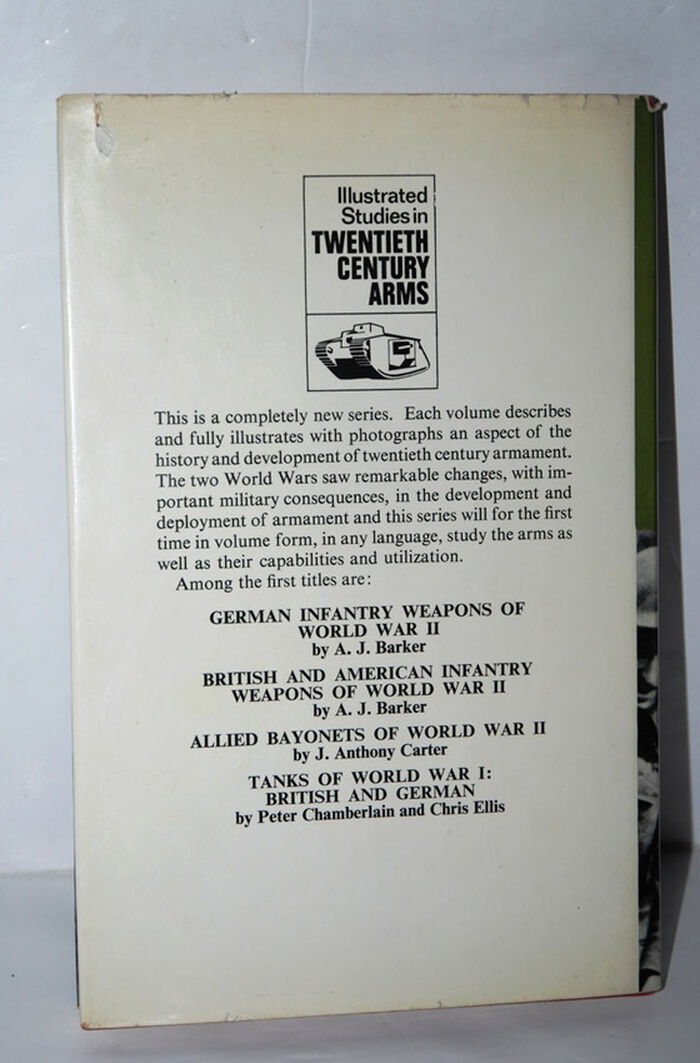 Illustrated
Studies in
TWENTIETH
CENTURY
ARMS
This is a completely new series. Each volume describes
and fully illustrates with photographs an aspect of the
history and development of twentieth century armament.
The two World Wars saw remarkable changes, with im-
portant military consequences, in the development and
deployment of armament and this series will for the first
time in volume form, in any language, study the arms as
well as their capabilities and utilization.
Among the first titles are:
GERMAN INFANTRY WEAPONS OF
WORLD WAR II
by A. J. Barker
BRITISH AND AMERICAN INFANTRY
WEAPONS OF WORLD WAR II
by A. J. Barker
ALLIED BAYONETS OF WORLD WAR II
by J. Anthony Carter
TANKS OF WORLD WAR I:
BRITISH AND GERMAN
by Peter Chamberlain and Chris Ellis